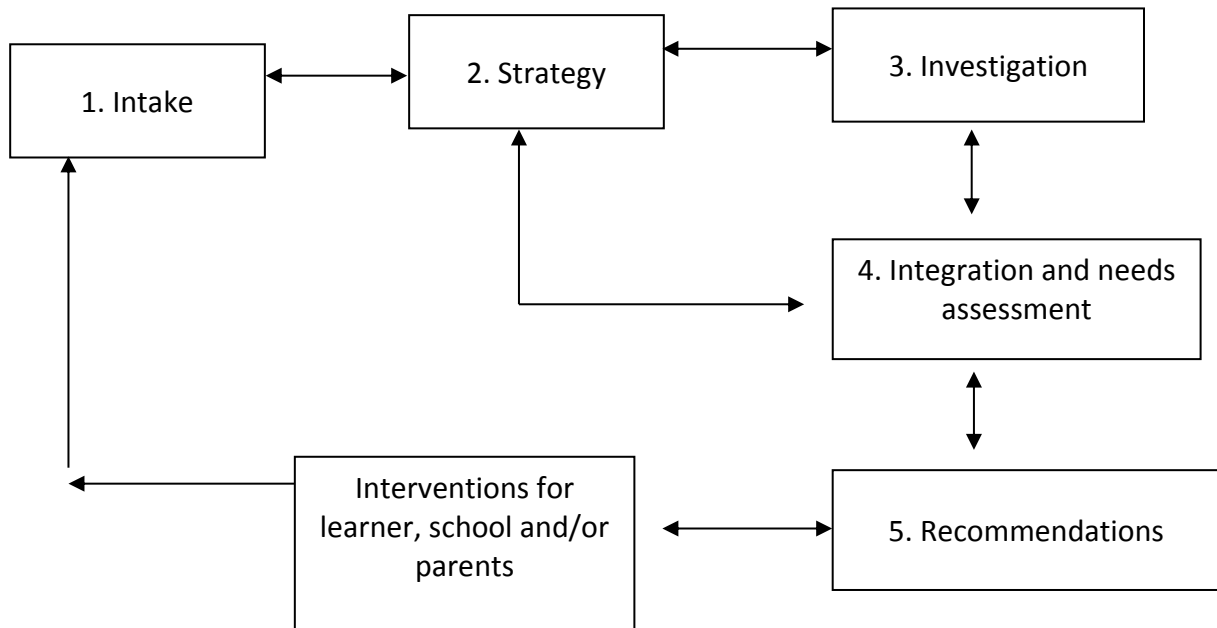 1. Intake
2. Strategy
3. Investigation
4. Integration and needs
assessment
Interventions for
learner, school and/or
parents
5. Recommendations